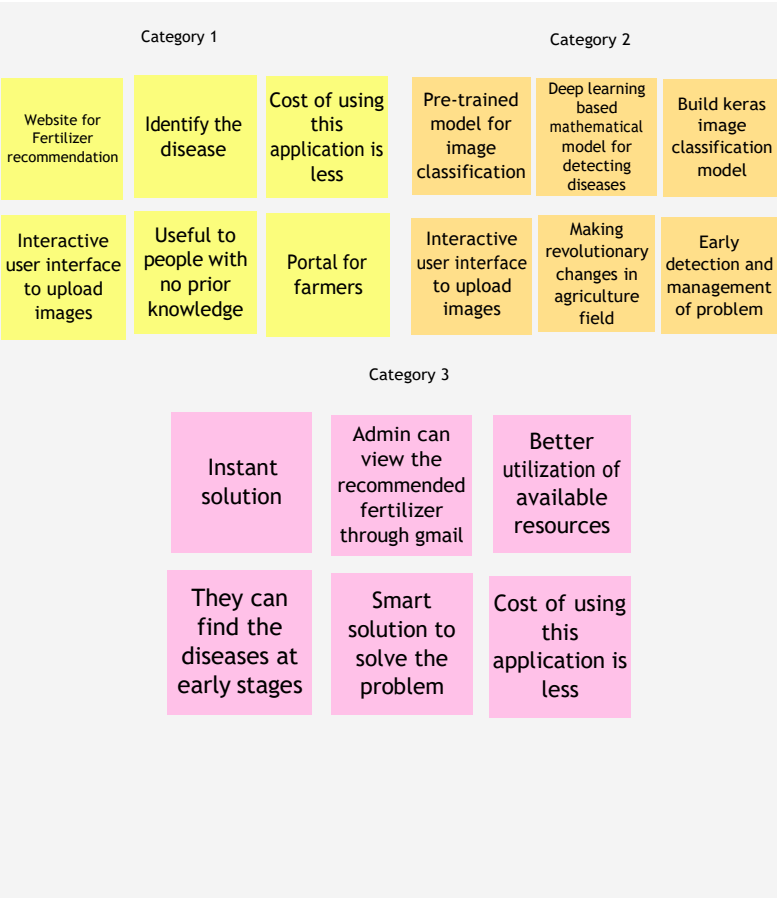 Category 1
Category 2
Website for
Fertilizer
recommendation
Identify the
disease
Cost of using
this
application is
less
Pre-trained
model for
image
classification
Deep learning
based
mathematical
model for
detecting
diseases
Build keras
image
classification
model
Interactive
user interface
to upload
images
Useful to
people with
no prior
knowledge
Portal for
farmers
Interactive
user interface
to upload
images
Making
revolutionary
changes in
agriculture
field
Early
detection and
management
of problem
Category 3
Instant
solution
Admin can
view the
recommended
fertilizer
through gmail
Better
utilization of
available
resources
They can
find the
diseases at
early stages
Smart
solution to
solve the
problem
Cost of using
this
application is
less